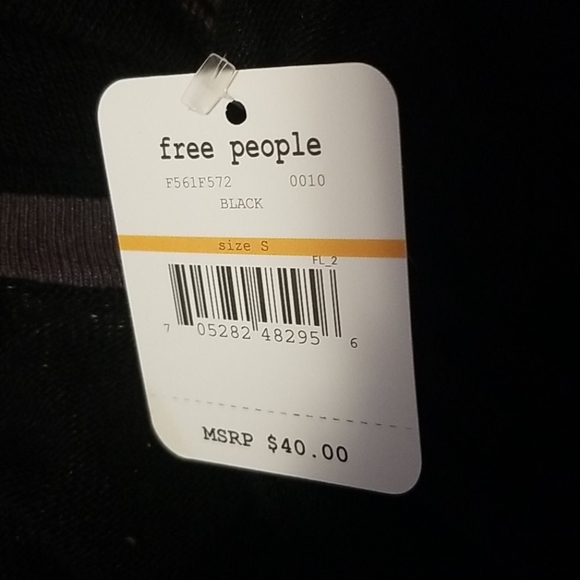 free people
F561F572 0010
BLACK
size S
FL_2
7 05282 48295 6
MSRP $40.00